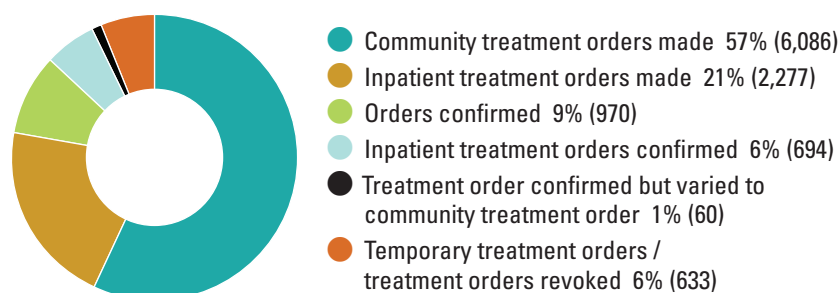 Community treatment orders made 57% (6,086)
Inpatient treatment orders made 21% (2,277)
Orders confirmed 9% (970)
Inpatient treatment orders confirmed 6% (694)
Treatment order confirmed but varied to
community treatment order 1% (60)
Temporary treatment orders /
treatment orders revoked 6% (633)